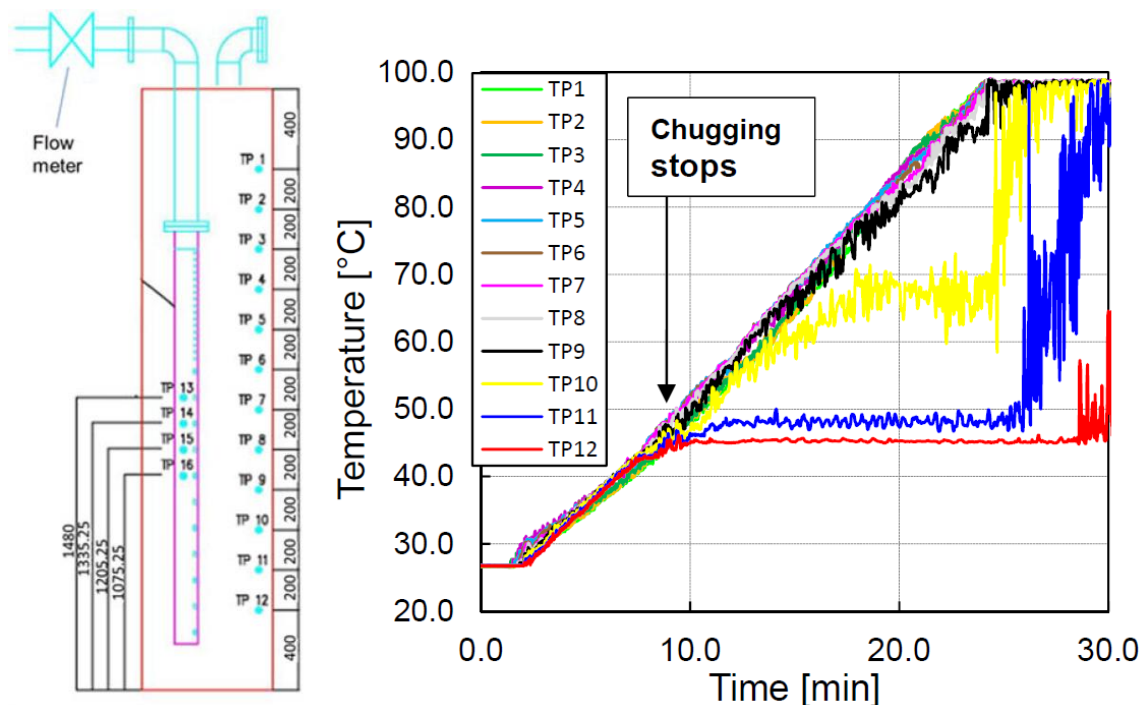 Flow
meter
400
TP 1
200
TP 2
200
TP 3
200
TP 4
200
TP 5
200
TP 6
200
TP 13
TP 7
200
TP 14
TP 15
TP 8
200
TP 16
TP 9
200
TP 10
200
TP 11
200
TP 12
400
1480
1335.25
1205.25
1075.25
Temperature [°C]
100.0
90.0
80.0
70.0
60.0
50.0
40.0
30.0
20.0
TP1
TP2
TP3
TP4
TP5
TP6
TP7
TP8
TP9
TP10
TP11
TP12
Chugging
stops
0.0 10.0 20.0 30.0
Time [min]